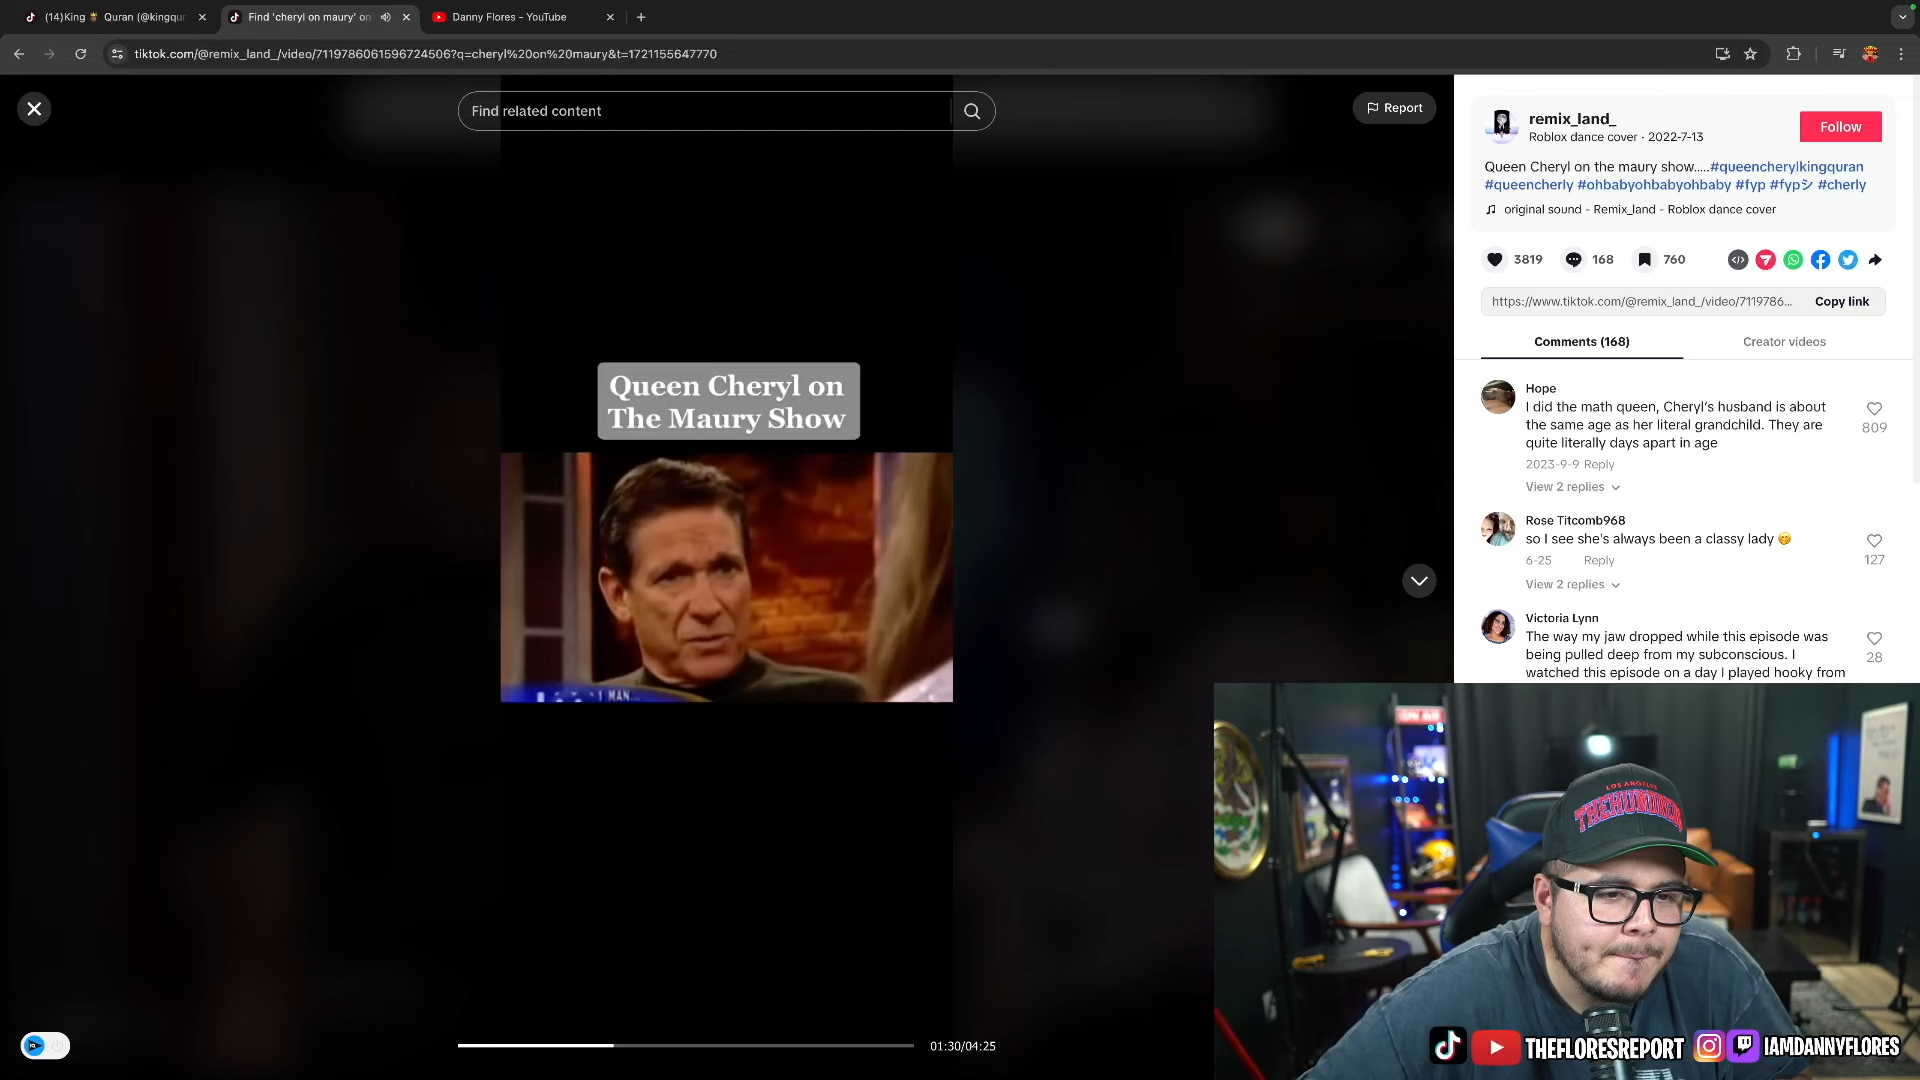 (14)King Quran (@kingqur
Find 'cheryl on maury' on
Danny Flores - YouTube
tiktok.com/@remix_land_/video/7119786061596724506?q=cheryl%20on%20maury&t=1721155647770
Find related content
Report
Queen Cheryl on
The Maury Show
MAN...
01:30/04:25
remix_land_
Roblox dance cover · 2022-7-13
Follow
Queen Cheryl on the maury show.....#queencherylkingquran
#queencherly #ohbabyohbabyohbaby #fyp #fypシ #cherly
original sound - Remix_land - Roblox dance cover
3819
168
760
https://www.tiktok.com/@remix_land_/video/7119786...
Copy link
Comments (168)
Creator videos
Hope
I did the math queen, Cheryl’s husband is about
the same age as her literal grandchild. They are
quite literally days apart in age
809
2023-9-9 Reply
View 2 replies
Rose Titcomb968
so I see she's always been a classy lady
127
6-25 Reply
View 2 replies
Victoria Lynn
The way my jaw dropped while this episode was
being pulled deep from my subconscious. I
watched this episode on a day I played hooky from
28
ON AIR
LOS ANGELES
THEHUNDREDS
THEFLORESREPORT
IAMDANNYFLORES